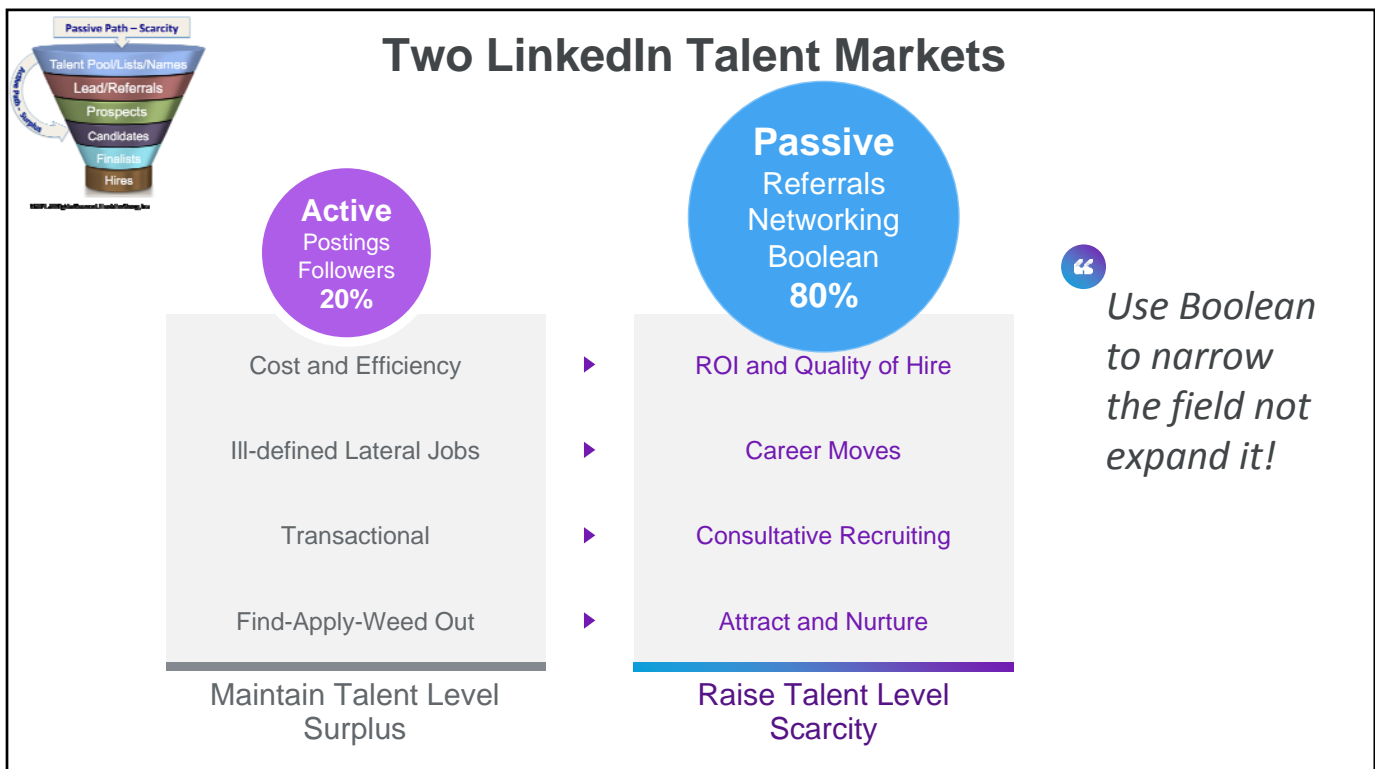 Passive Path – Scarcity
Talent Pool/Lists/Names
Lead/Referrals
Prospects
Candidates
Finalists
Hires
Active Path - Surplus
Two LinkedIn Talent Markets
Active
Postings
Followers
20%
Passive
Referrals
Networking
Boolean
80%
Cost and Efficiency
ROI and Quality of Hire
Ill-defined Lateral Jobs
Career Moves
Transactional
Consultative Recruiting
Find-Apply-Weed Out
Attract and Nurture
Maintain Talent Level
Surplus
Raise Talent Level
Scarcity
“
Use Boolean
to narrow
the field not
expand it!